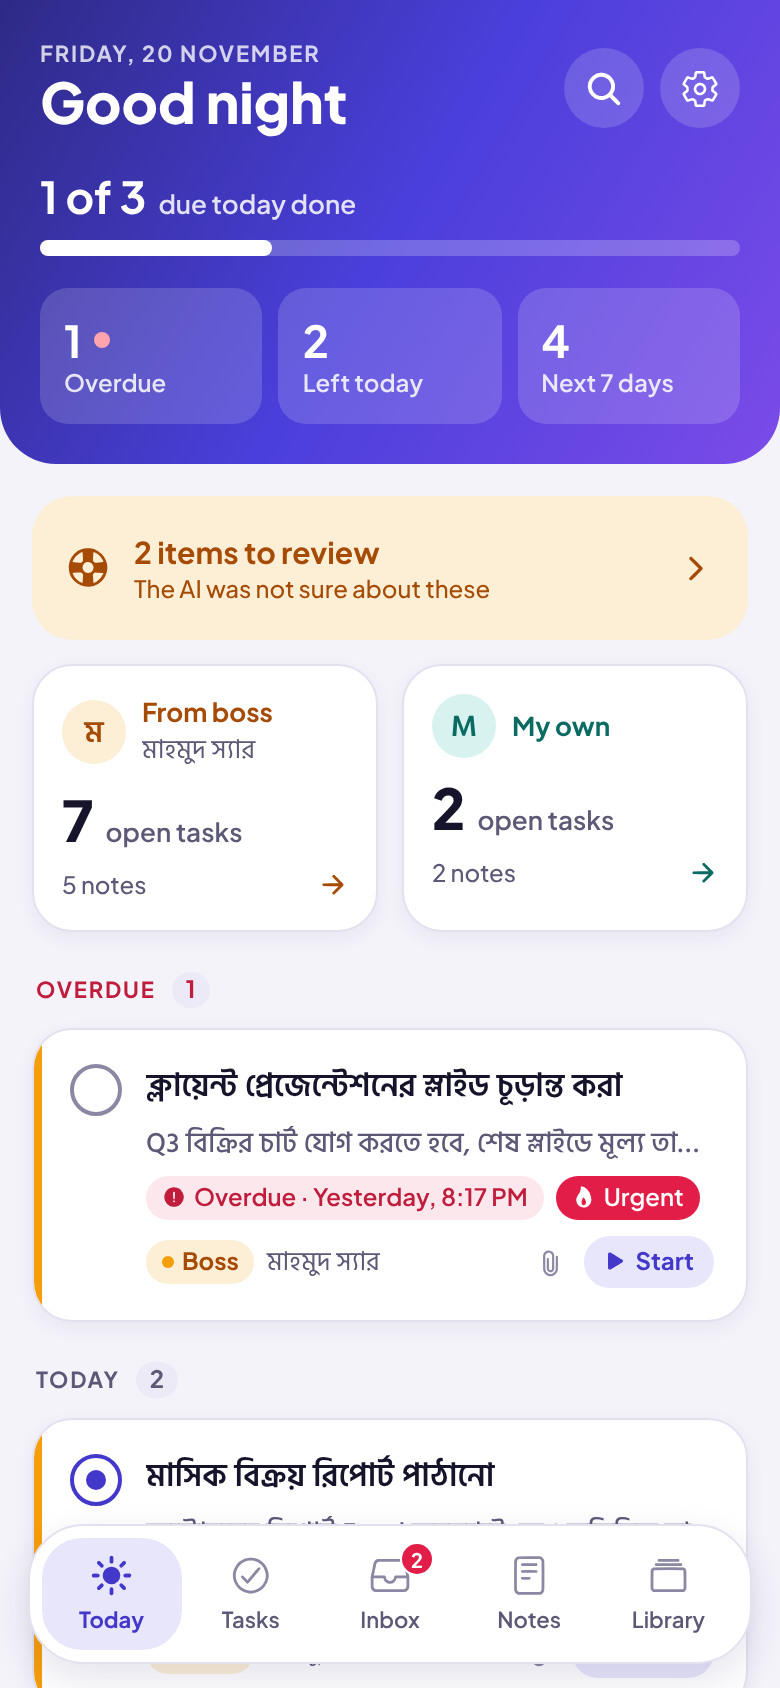 FRIDAY, 20 NOVEMBER
Good night
1 of 3 due today done
1
Overdue
2
Left today
4
Next 7 days
2 items to review
The AI was not sure about these
ম
From boss
মাহমুদ স্যার
7 open tasks
5 notes
M
My own
2 open tasks
2 notes
OVERDUE 1
ক্লায়েন্ট প্রেজেন্টেশনের স্লাইড চূড়ান্ত করা
Q3 বিক্রির চার্ট যোগ করতে হবে, শেষ স্লাইডে মূল্য তা...
Overdue · Yesterday, 8:17 PM Urgent
Boss মাহমুদ স্যার Start
TODAY 2
মাসিক বিক্রয় রিপোর্ট পাঠানো
2
Today Tasks Inbox Notes Library